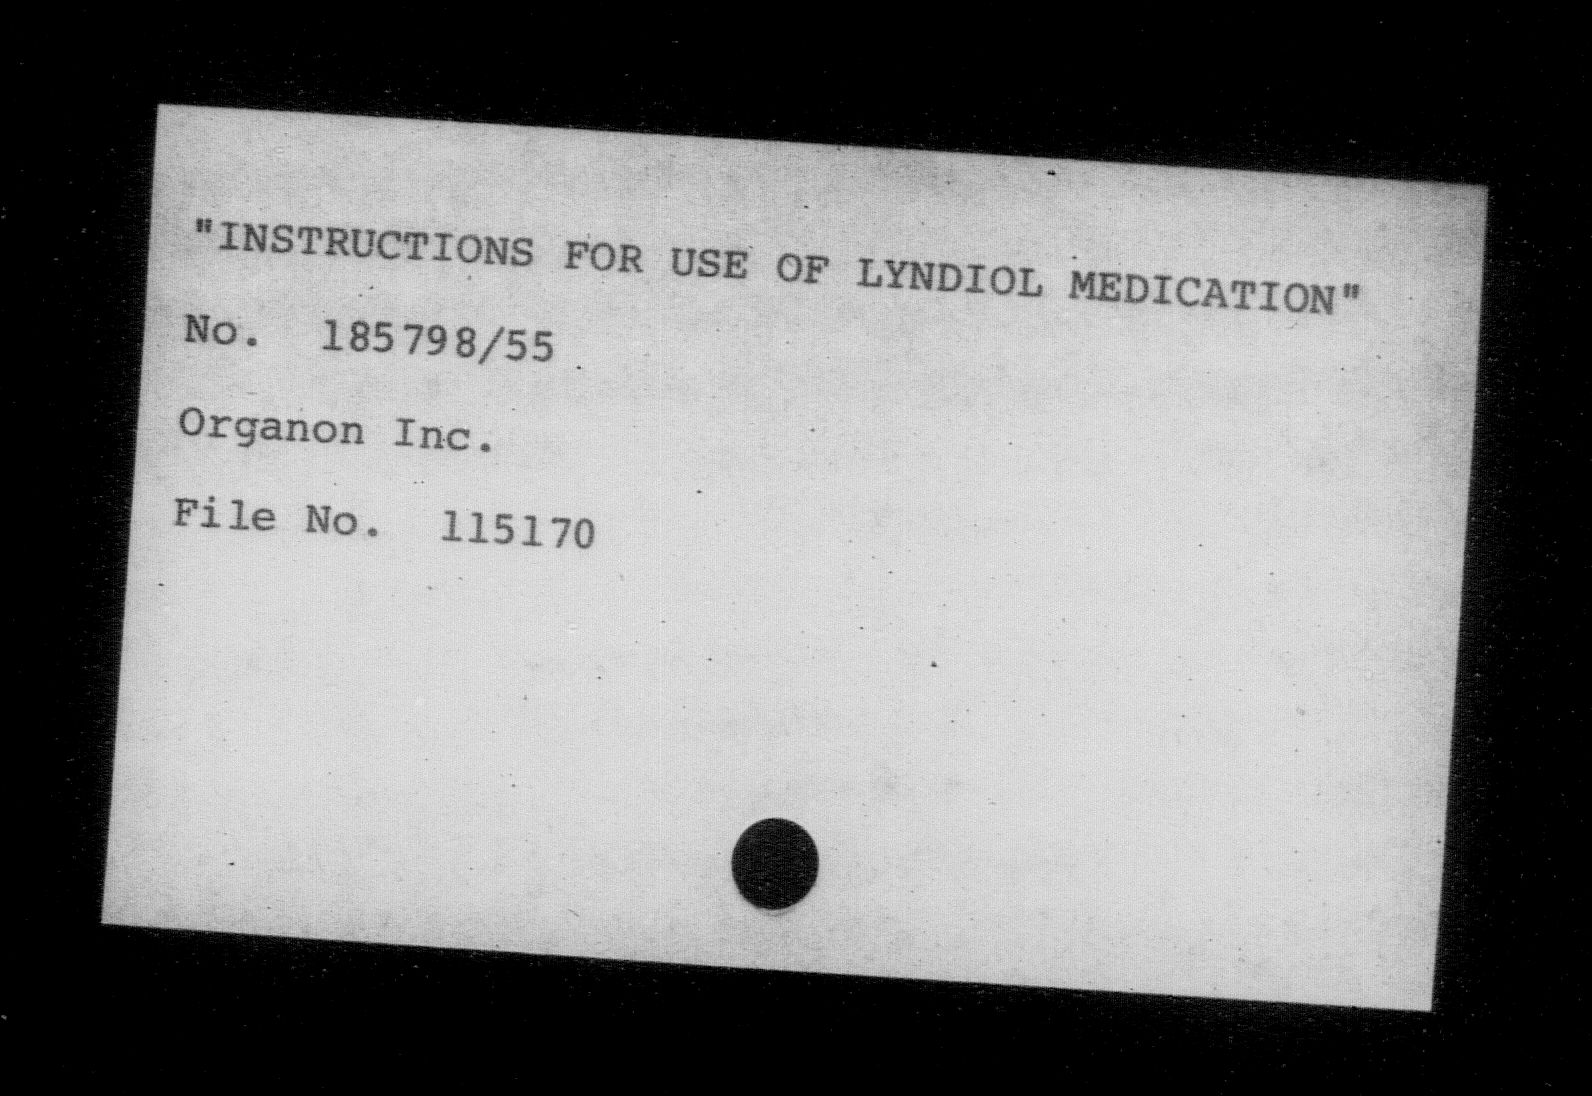 "INSTRUCTIONS FOR USE OF LYNDIOL MEDICATION"
No. 185798/55
Organon Inc.
File No. 115170